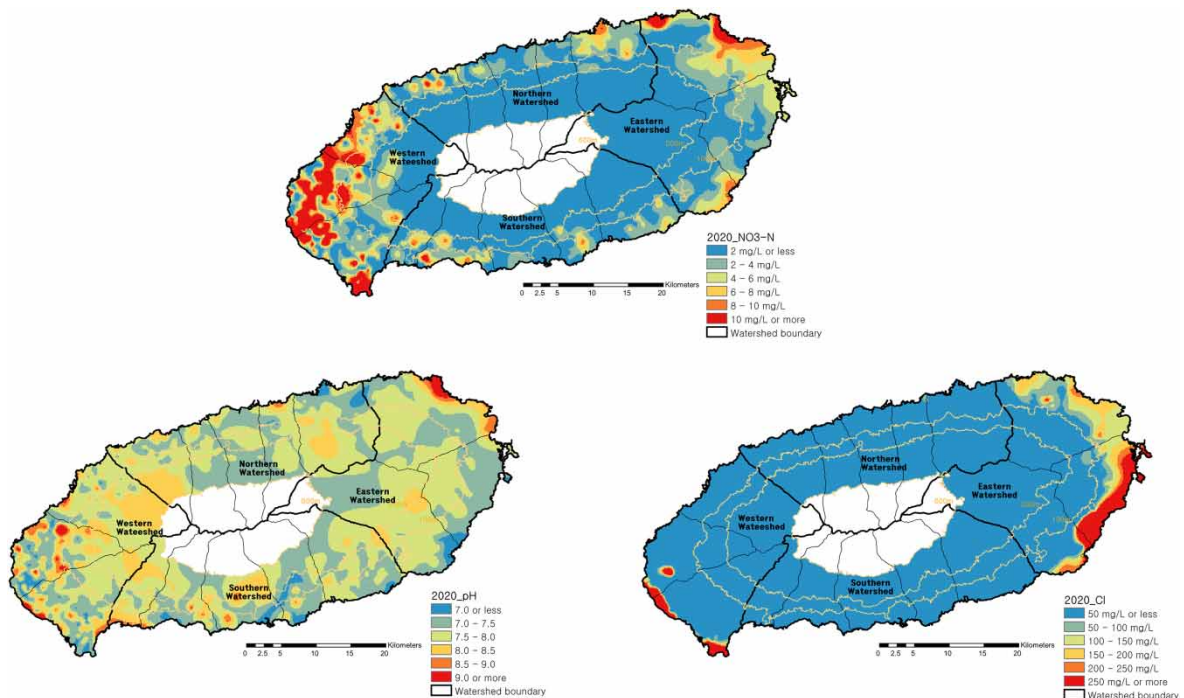 Northern
Watershed
Eastern
Watershed
Western
Wateeshed
Southern
Watershed
600m
200m
100m
0 2.5 5 10 15 20
Kilometers
2020_NO3-N
2 mg/L or less
2 - 4 mg/L
4 - 6 mg/L
6 - 8 mg/L
8 - 10 mg/L
10 mg/L or more
Watershed boundary
Northern
Watershed
Eastern
Watershed
Western
Wateeshed
Southern
Watershed
0 2.5 5 10 15 20
Kilometers
2020_pH
7.0 or less
7.0 - 7.5
7.5 - 8.0
8.0 - 8.5
8.5 - 9.0
9.0 or more
Watershed boundary
Northern
Watershed
Eastern
Watershed
Western
Wateeshed
Southern
Watershed
0 2.5 5 10 15 20
Kilometers
2020_Cl
50 mg/L or less
50 - 100 mg/L
100 - 150 mg/L
150 - 200 mg/L
200 - 250 mg/L
250 mg/L or more
Watershed boundary